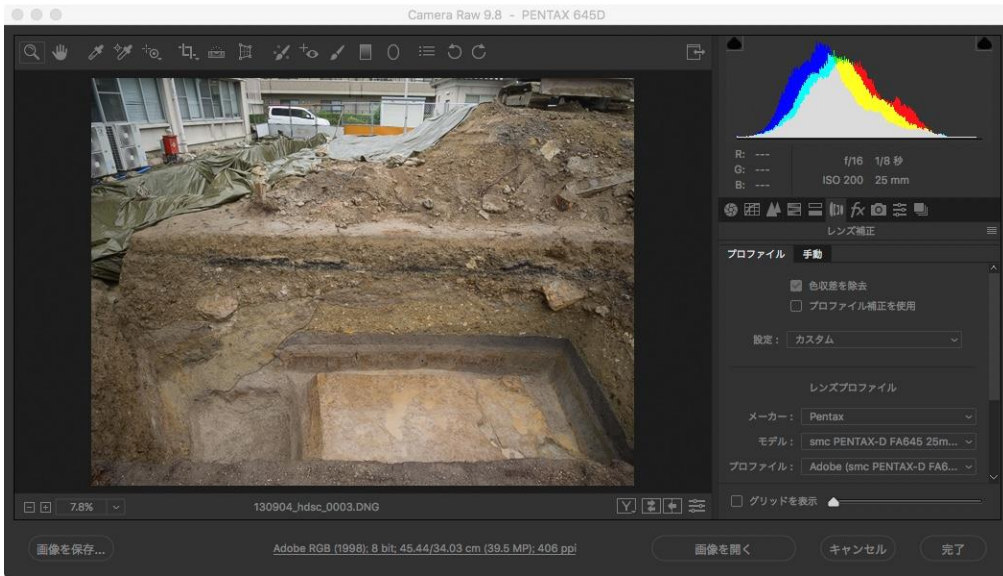 Camera Raw 9.8 - PENTAX 645D
R: ---
G: ---
B: ---
f/16 1/8 秒
ISO 200 25 mm
レンズ補正
プロファイル 手動
色収差を除去
プロファイル補正を使用
設定： カスタム
レンズプロファイル
メーカー： Pentax
モデル： smc PENTAX-D FA645 25m...
プロファイル： Adobe (smc PENTAX-D FA6...
グリッドを表示
7.8%
130904_hdsc_0003.DNG
Y
画像を保存...
Adobe RGB (1998); 8 bit; 45.44/34.03 cm (39.5 MP); 406 ppi
画像を開く
キャンセル
完了